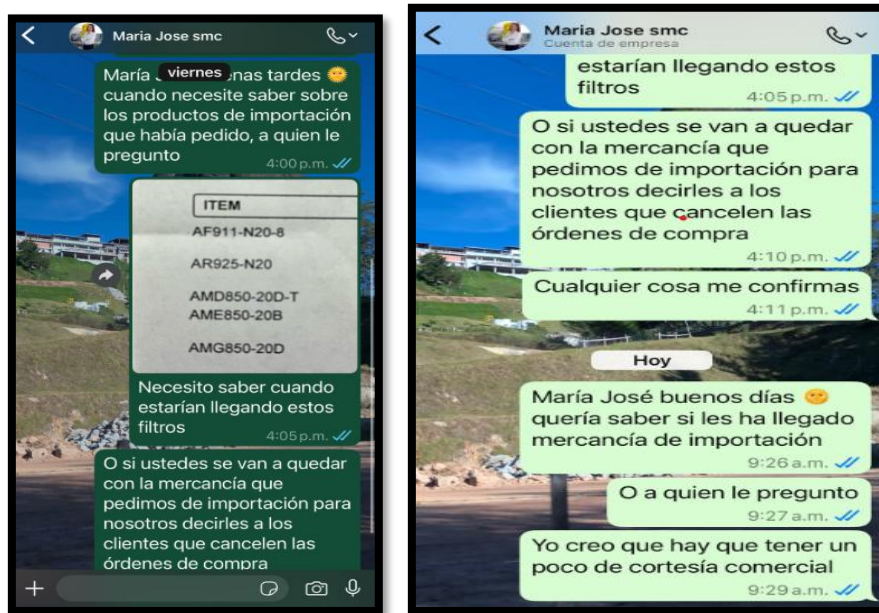 Maria Jose smc
viernes
María J enas tardes 🌞
cuando necesite saber sobre
los productos de importación
que había pedido, a quien le
pregunto
4:00 p.m.
ITEM
AF911-N20-8
AR925-N20
AMD850-20D-T
AME850-20B
AMG850-20D
Necesito saber cuando
estarían llegando estos
filtros
4:05 p.m.
O si ustedes se van a quedar
con la mercancía que
pedimos de importación para
nosotros decirles a los
clientes que cancelen las
órdenes de compra
Maria Jose smc
Cuenta de empresa
estarían llegando estos
filtros
4:05 p.m.
O si ustedes se van a quedar
con la mercancía que
pedimos de importación para
nosotros decirles a los
clientes que cancelen las
órdenes de compra
4:10 p.m.
Cualquier cosa me confirmas
4:11 p.m.
Hoy
María José buenos días 🌞
quería saber si les ha llegado
mercancía de importación
9:26 a.m.
O a quien le pregunto
9:27 a.m.
Yo creo que hay que tener un
poco de cortesía comercial
9:29 a.m.